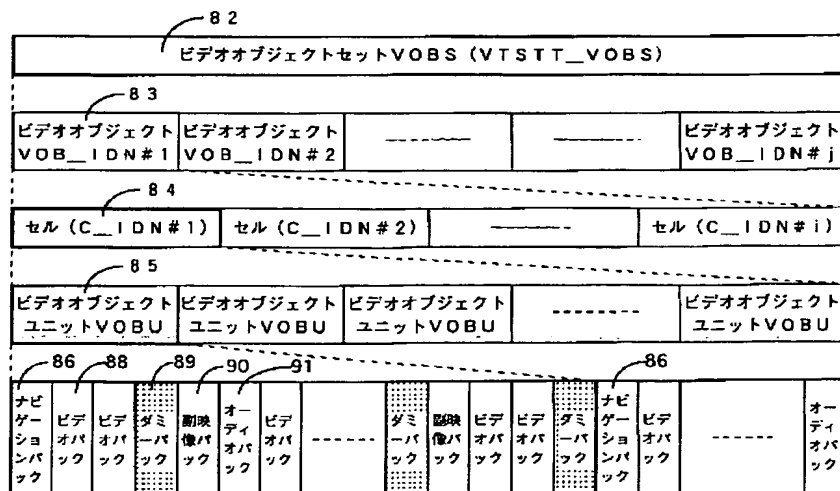 82
ビデオオブジェクトセットVOBS（VTSTT__VOBS）
83
ビデオオブジェクト
VOB__IDN#1
ビデオオブジェクト
VOB__IDN#2
ビデオオブジェクト
VOB__IDN#j
84
セル（C__IDN#1）
セル（C__IDN#2）
セル（C__IDN#i）
85
ビデオオブジェクト
ユニットVOBU
ビデオオブジェクト
ユニットVOBU
ビデオオブジェクト
ユニットVOBU
ビデオオブジェクト
ユニットVOBU
86
88
89
90
91
86
ナビゲーションパック
ビデオパック
ビデオパック
ダミーパック
副映像パック
オーディオパック
ビデオパック
ダミーパック
副映像パック
ビデオパック
ビデオパック
ダミーパック
ナビゲーションパック
ビデオパック
オーディオパック